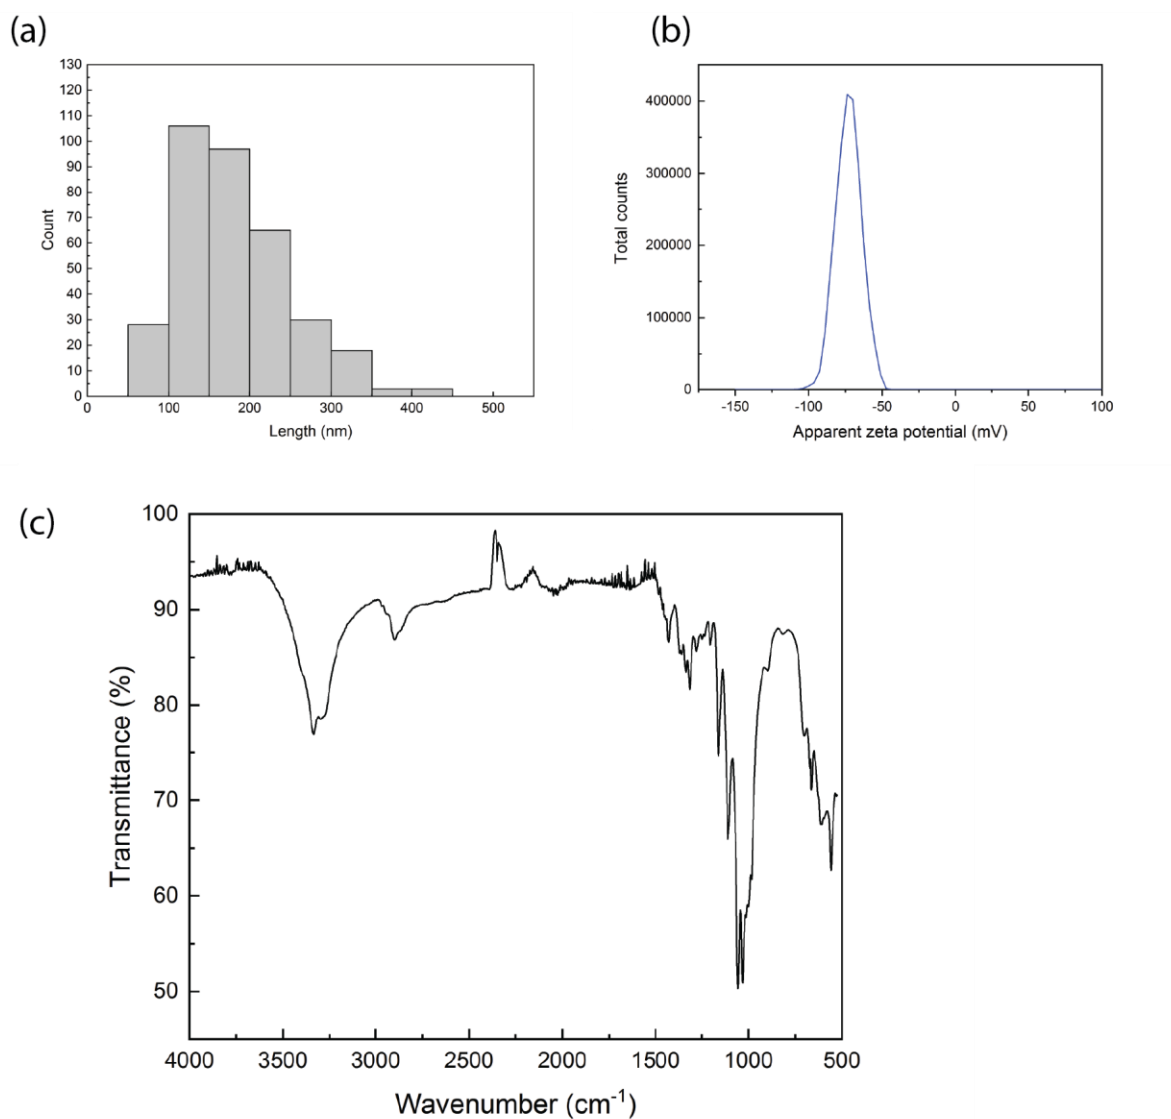 (a)
130
120
110
100
90
80
70
60
50
40
30
20
10
0
Count
0 100 200 300 400 500
Length (nm)
(b)
400000
300000
200000
100000
0
Total counts
-150 -100 -50 0 50 100
Apparent zeta potential (mV)
(c)
100
90
80
70
60
50
Transmittance (%)
4000 3500 3000 2500 2000 1500 1000 500
Wavenumber (cm⁻¹)